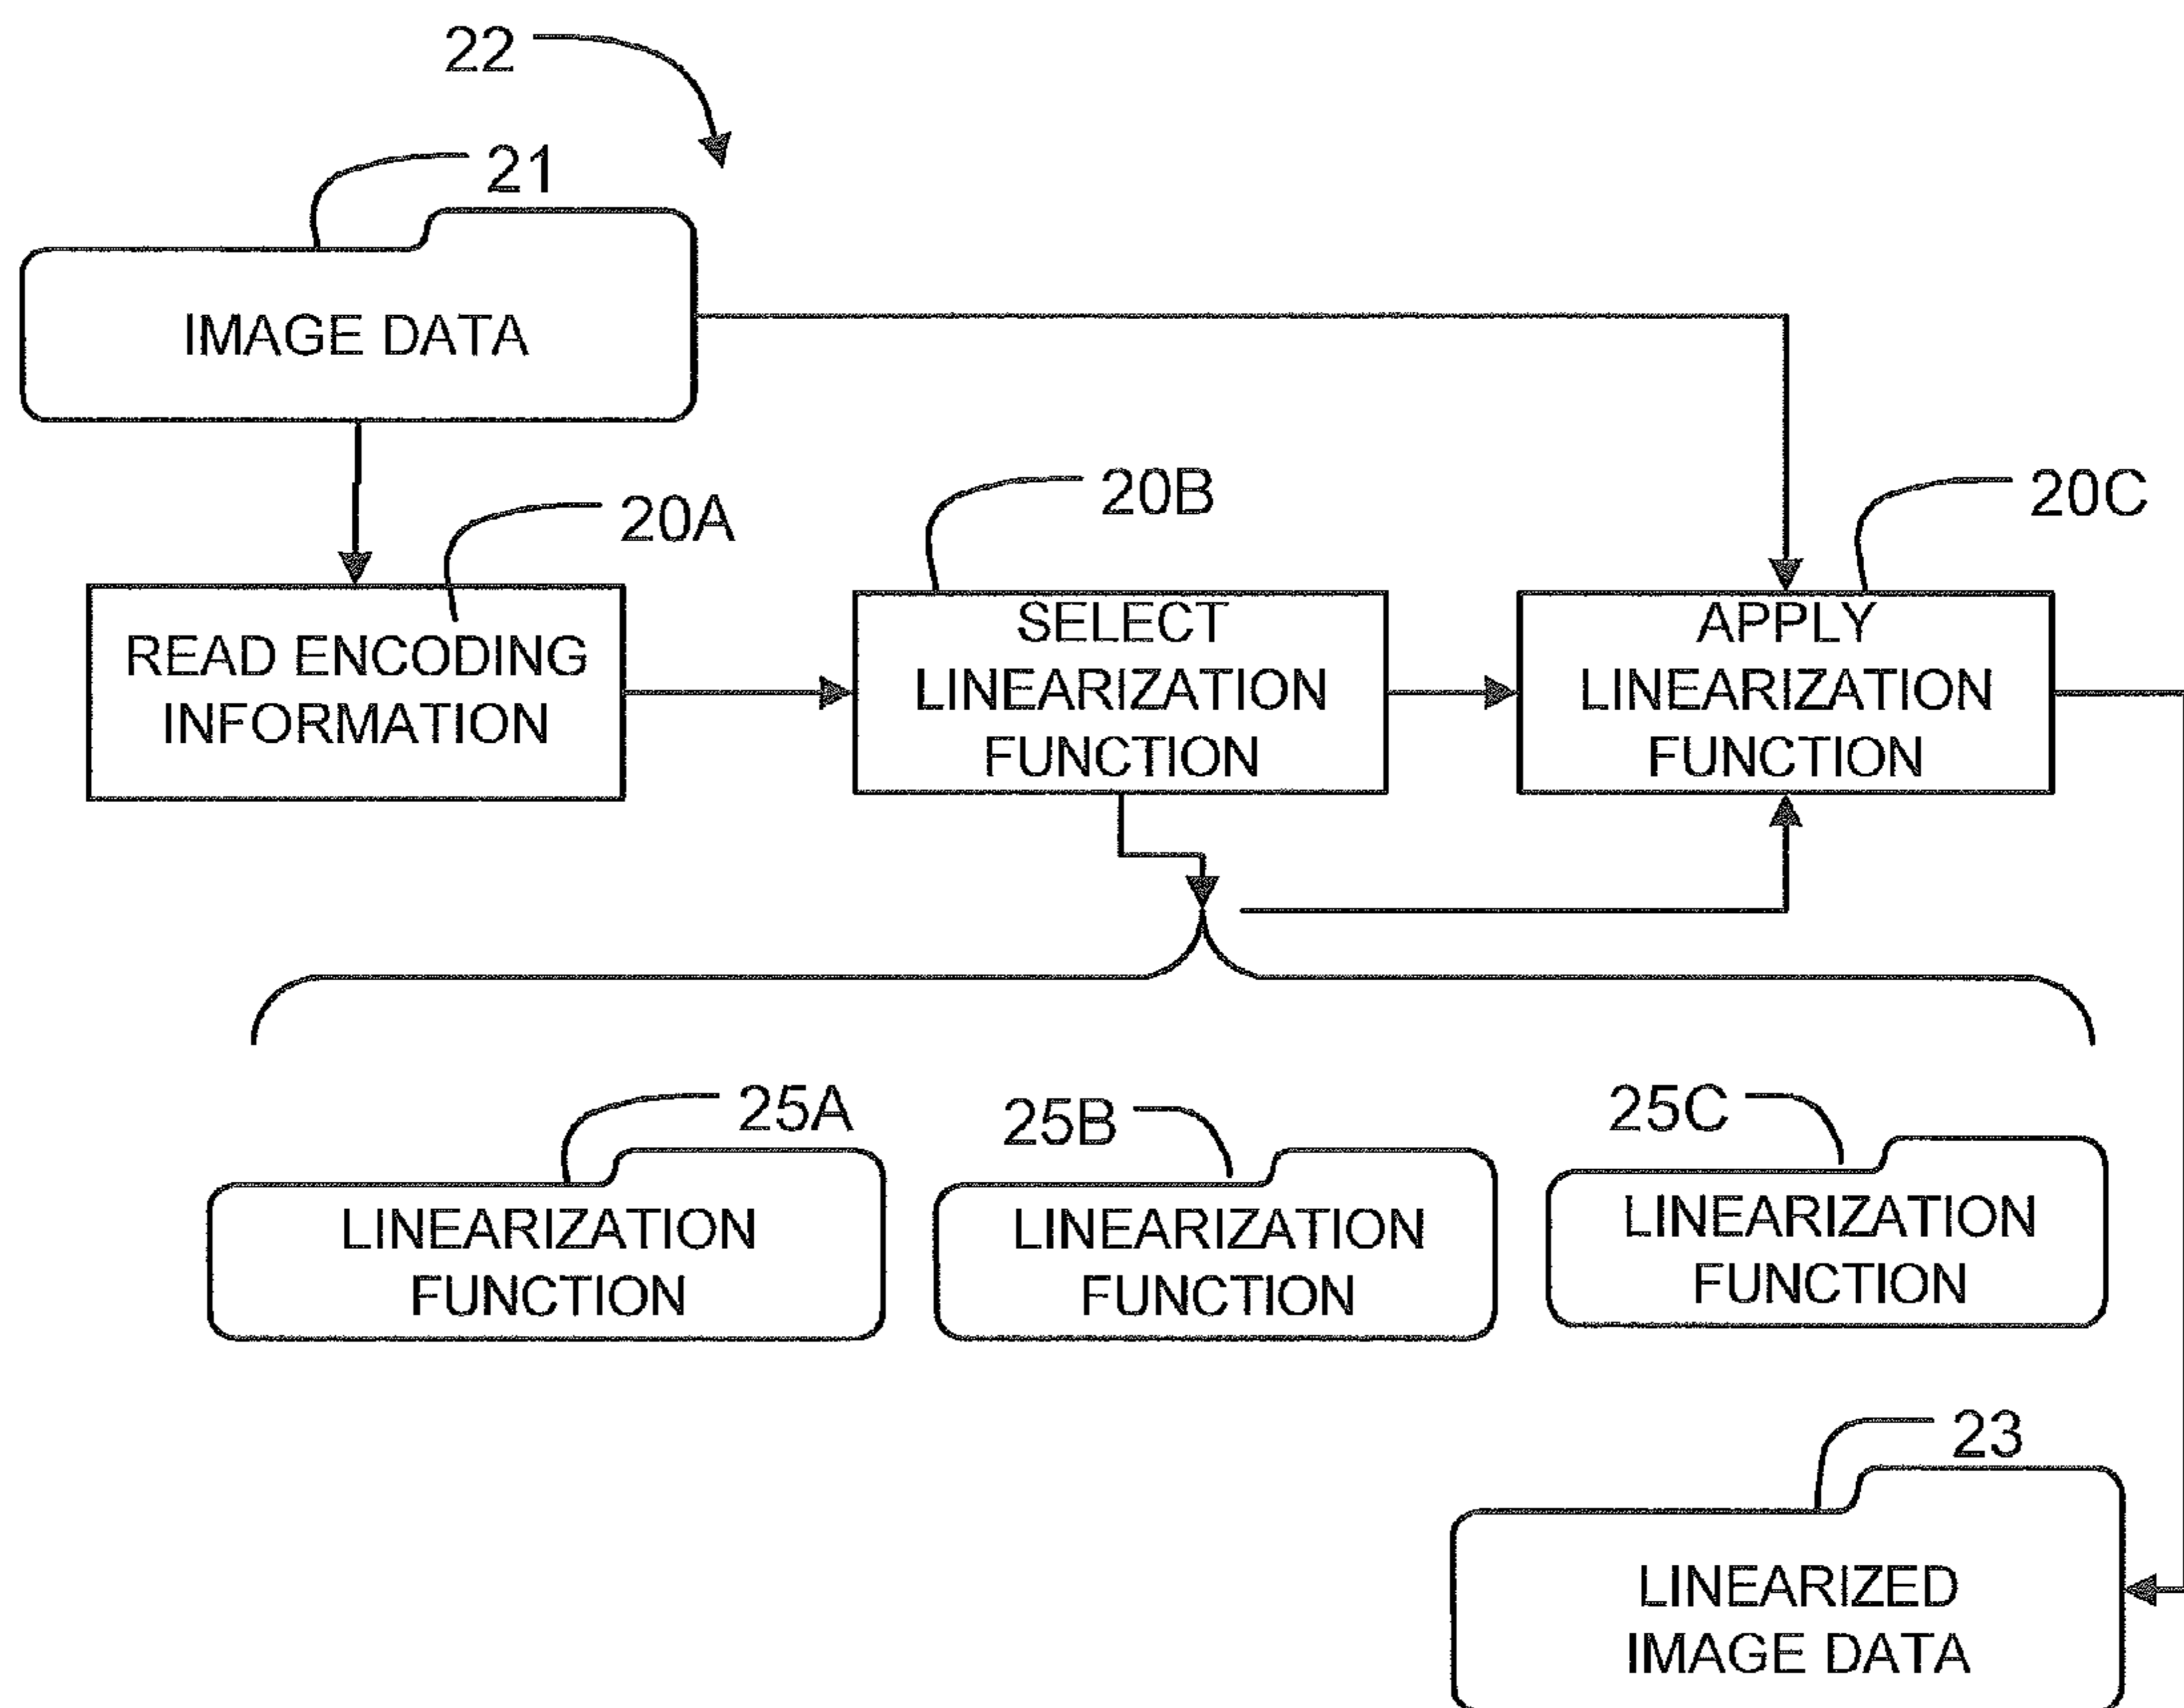 22
21
IMAGE DATA
20A
20B
20C
READ ENCODING
INFORMATION
SELECT
LINEARIZATION
FUNCTION
APPLY
LINEARIZATION
FUNCTION
25A
25B
25C
LINEARIZATION
FUNCTION
LINEARIZATION
FUNCTION
LINEARIZATION
FUNCTION
23
LINEARIZED
IMAGE DATA